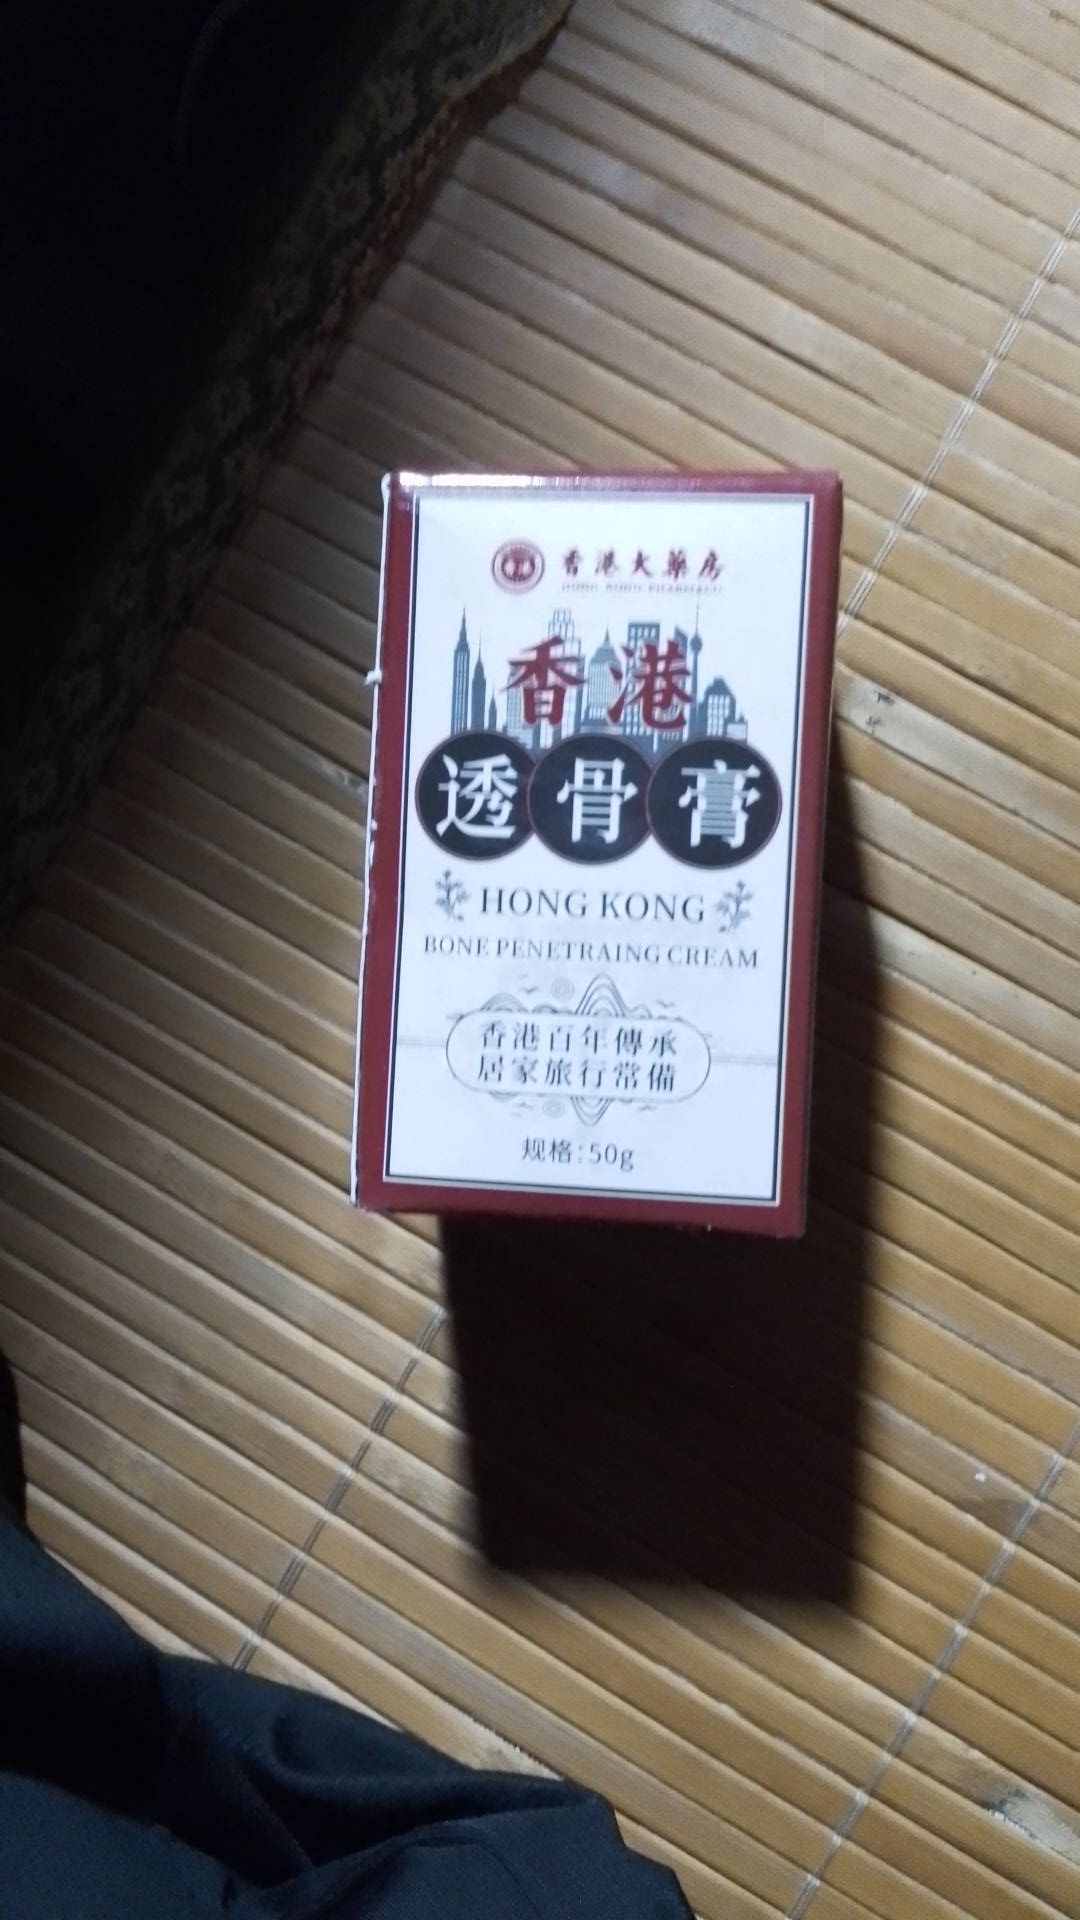 香港大藥房
香港
透骨膏
HONG KONG
BONE PENETRAING CREAM
香港百年傳承
居家旅行常備
规格:50g